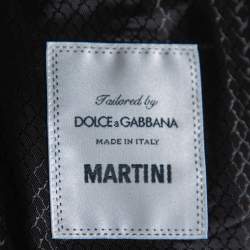 Tailored by
DOLCE & GABBANA
MADE IN ITALY
MARTINI